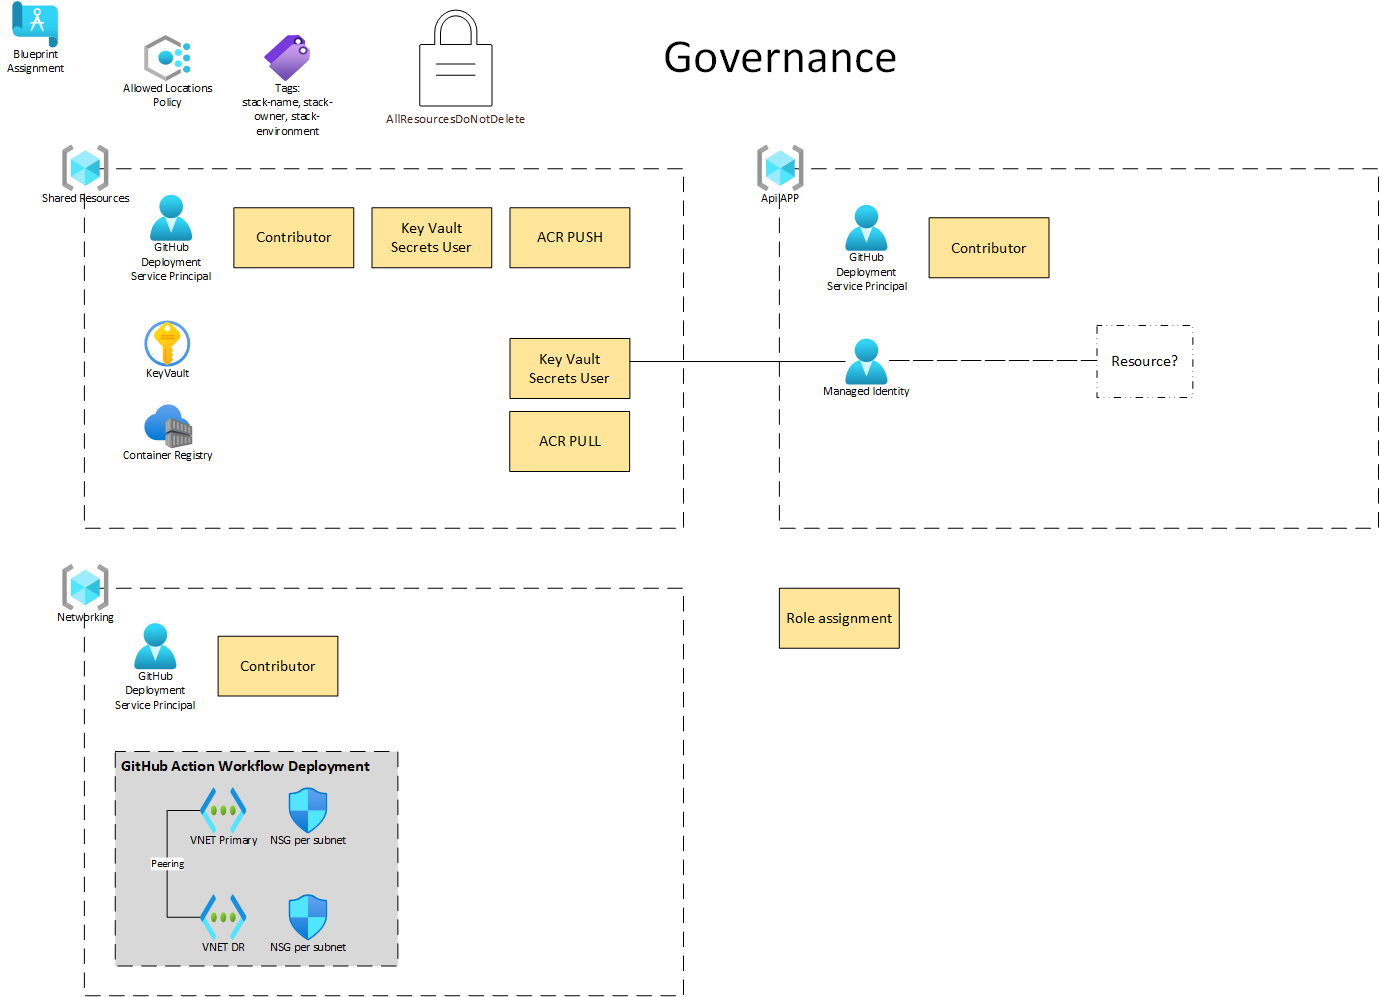 Governance
Blueprint
Assignment
Allowed Locations
Policy
Tags:
stack-name, stack-
owner, stack-
environment
AllResourcesDoNotDelete
Shared Resources
GitHub
Deployment
Service Principal
Contributor
Key Vault
Secrets User
ACR PUSH
KeyVault
Container Registry
Key Vault
Secrets User
ACR PULL
Api APP
GitHub
Deployment
Service Principal
Contributor
Managed Identity
Resource?
Networking
GitHub
Deployment
Service Principal
Contributor
Role assignment
GitHub Action Workflow Deployment
VNET Primary
NSG per subnet
Peering
VNET DR
NSG per subnet